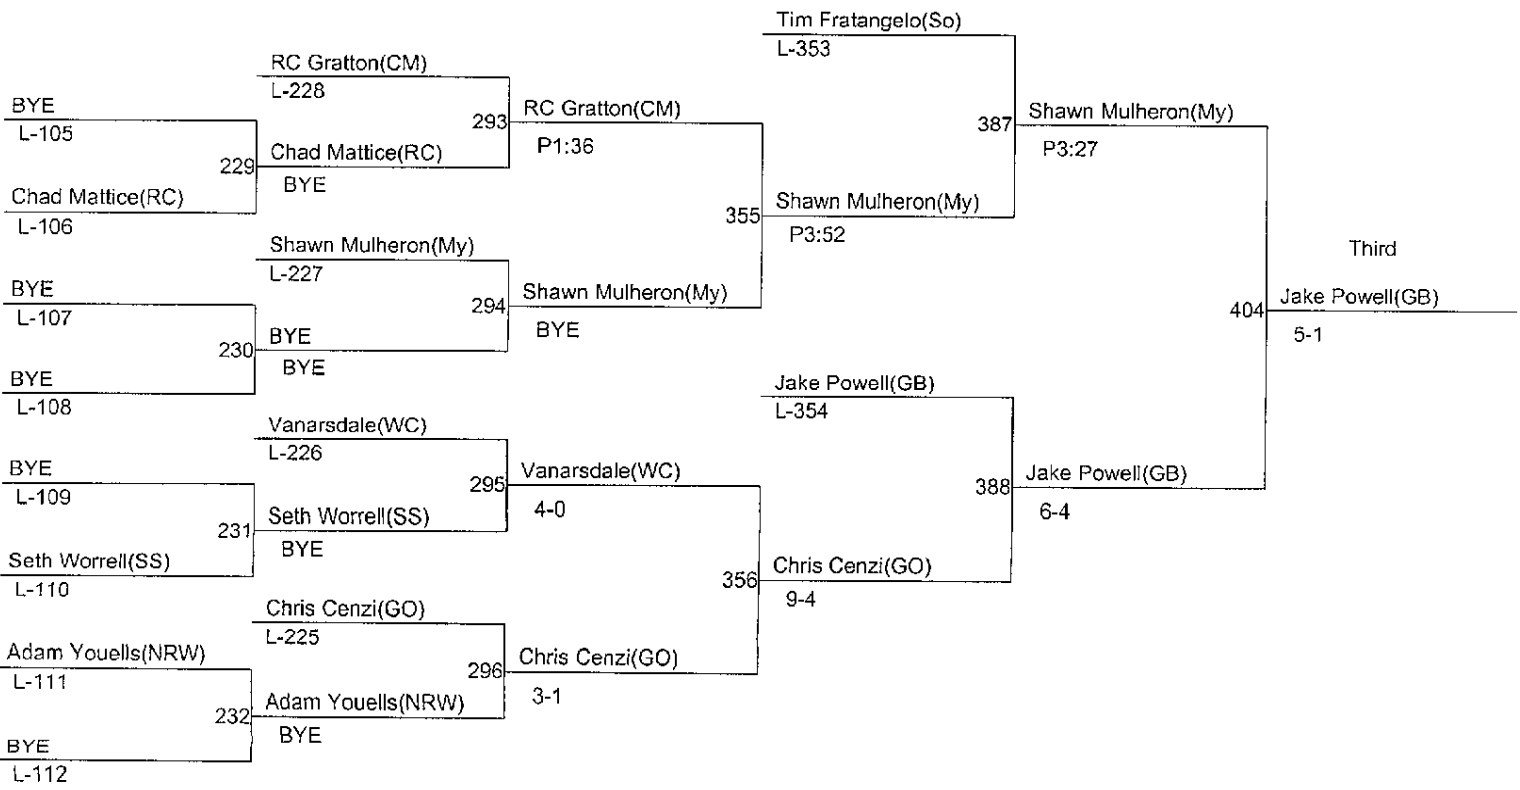 Tim Fratangelo(So)
L-353
RC Gratton(CM)
L-228
BYE
L-105
293
RC Gratton(CM)
P1:36
387
Shawn Mulheron(My)
P3:27
229
Chad Mattice(RC)
BYE
Chad Mattice(RC)
L-106
355
Shawn Mulheron(My)
P3:52
Shawn Mulheron(My)
L-227
Third
BYE
L-107
294
Shawn Mulheron(My)
BYE
404
Jake Powell(GB)
5-1
230
BYE
BYE
BYE
L-108
Jake Powell(GB)
L-354
Vanarsdale(WC)
L-226
BYE
L-109
295
Vanarsdale(WC)
4-0
388
Jake Powell(GB)
6-4
231
Seth Worrell(SS)
BYE
Seth Worrell(SS)
L-110
356
Chris Cenzi(GO)
9-4
Chris Cenzi(GO)
L-225
Adam Youells(NRW)
L-111
296
Chris Cenzi(GO)
3-1
232
Adam Youells(NRW)
BYE
BYE
L-112